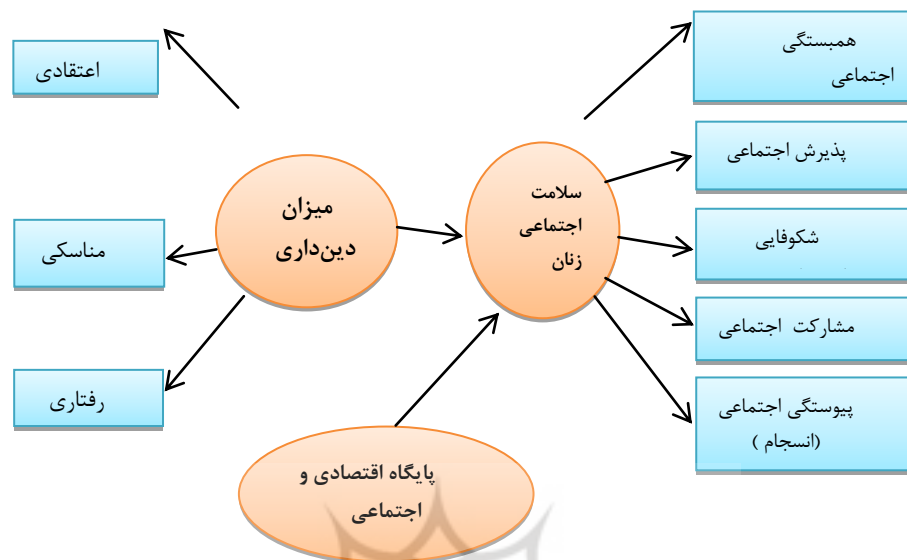 همبستگی
اجتماعی
پذیرش اجتماعی
شکوفایی
مشارکت اجتماعی
پیوستگی اجتماعی
(انسجام )
سلامت
اجتماعی
زنان
میزان
دین‌داری
پایگاه اقتصادی و
اجتماعی
اعتقادی
مناسکی
رفتاری